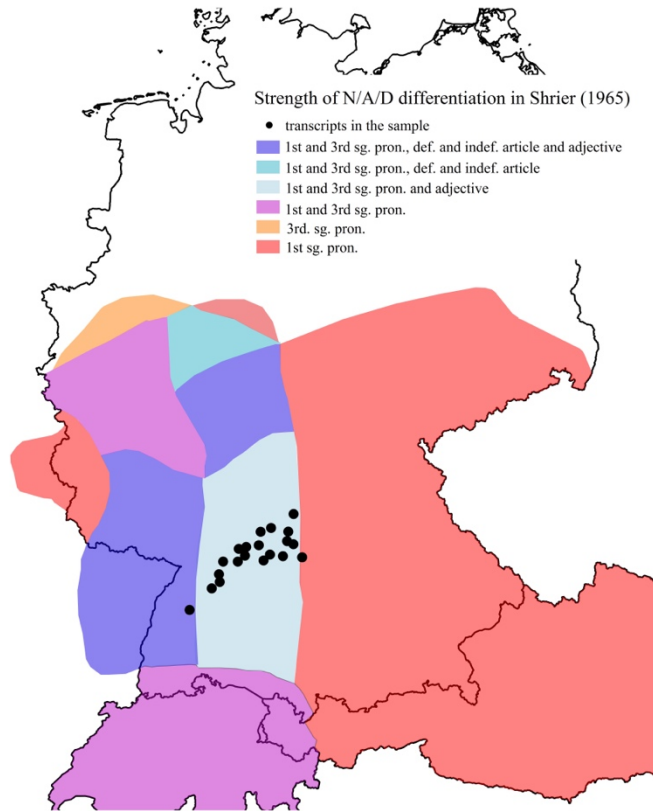 Strength of N/A/D differentiation in Shrier (1965)
transcripts in the sample
1st and 3rd sg. pron., def. and indef. article and adjective
1st and 3rd sg. pron., def. and indef. article
1st and 3rd sg. pron. and adjective
1st and 3rd sg. pron.
3rd. sg. pron.
1st sg. pron.